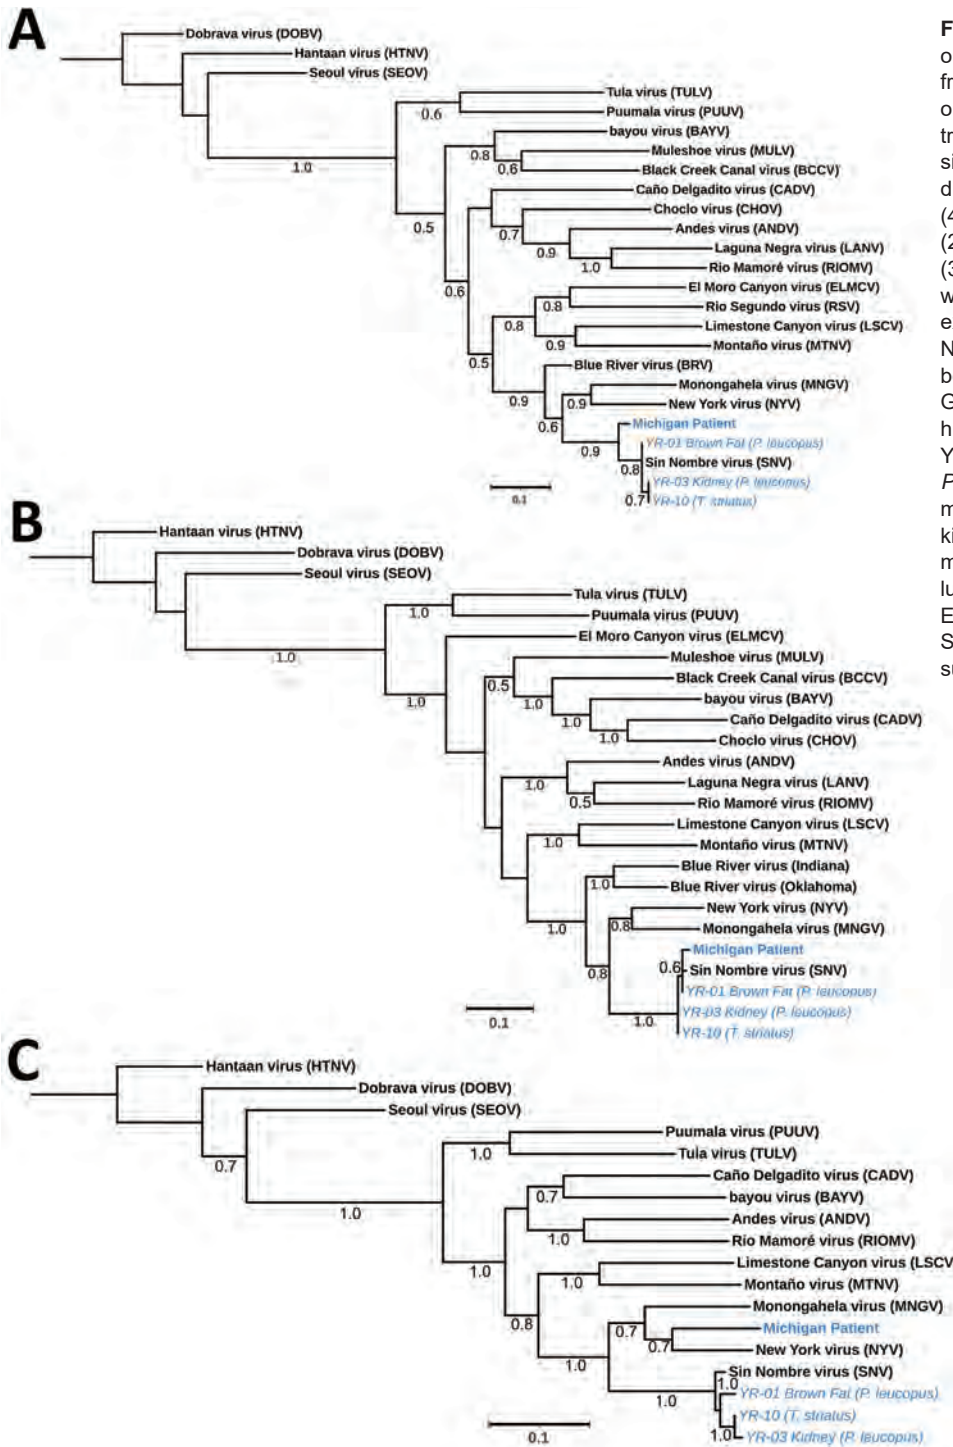 A
Dobrava virus (DOBV)
Hantaan virus (HTNV)
Seoul virus (SEOV)
Tula virus (TULV)
0.6
Puumala virus (PUUV)
bayou virus (BAYV)
0.8
Muleshoe virus (MULV)
0.6
Black Creek Canal virus (BCCV)
1.0
Caño Delgadito virus (CADV)
Choclo virus (CHOV)
0.5
0.7
Andes virus (ANDV)
0.9
Laguna Negra virus (LANV)
1.0
Rio Mamoré virus (RIOMV)
0.6
El Moro Canyon virus (ELMCV)
0.8
Rio Segundo virus (RSV)
0.8
Limestone Canyon virus (LSCV)
0.9
Montaño virus (MTNV)
0.5
Blue River virus (BRV)
Monongahela virus (MNGV)
0.9
0.9
New York virus (NYV)
0.6
Michigan Patient
YR-01 Brown Fat (P. leucopus)
0.9
Sin Nombre virus (SNV)
0.8
YR-03 Kidney (P. leucopus)
0.7
YR-10 (T. striatus)
0.1
B
Hantaan virus (HTNV)
Dobrava virus (DOBV)
Seoul virus (SEOV)
Tula virus (TULV)
1.0
Puumala virus (PUUV)
El Moro Canyon virus (ELMCV)
1.0
Muleshoe virus (MULV)
0.5
Black Creek Canal virus (BCCV)
1.0
1.0
bayou virus (BAYV)
1.0
Caño Delgadito virus (CADV)
1.0
Choclo virus (CHOV)
Andes virus (ANDV)
1.0
Laguna Negra virus (LANV)
0.5
Rio Mamoré virus (RIOMV)
Limestone Canyon virus (LSCV)
1.0
Montaño virus (MTNV)
Blue River virus (Indiana)
1.0
Blue River virus (Oklahoma)
New York virus (NYV)
1.0
0.8
Monongahela virus (MNGV)
Michigan Patient
0.8
0.6
Sin Nombre virus (SNV)
YR-01 Brown Fat (P. leucopus)
YR-03 Kidney (P. leucopus)
1.0
YR-10 (T. striatus)
0.1
C
Hantaan virus (HTNV)
Dobrava virus (DOBV)
Seoul virus (SEOV)
Puumala virus (PUUV)
1.0
Tula virus (TULV)
0.7
Caño Delgadito virus (CADV)
0.7
bayou virus (BAYV)
1.0
Andes virus (ANDV)
1.0
Rio Mamoré virus (RIOMV)
1.0
Limestone Canyon virus (LSCV
1.0
Montaño virus (MTNV)
Monongahela virus (MNGV)
0.8
0.7
Michigan Patient
0.7
New York virus (NYV)
1.0
Sin Nombre virus (SNV)
1.0
YR-01 Brown Fat (P. leucopus)
1.0
YR-10 (T. striatus)
1.0
YR-03 Kidney (P. leucopus)
0.1